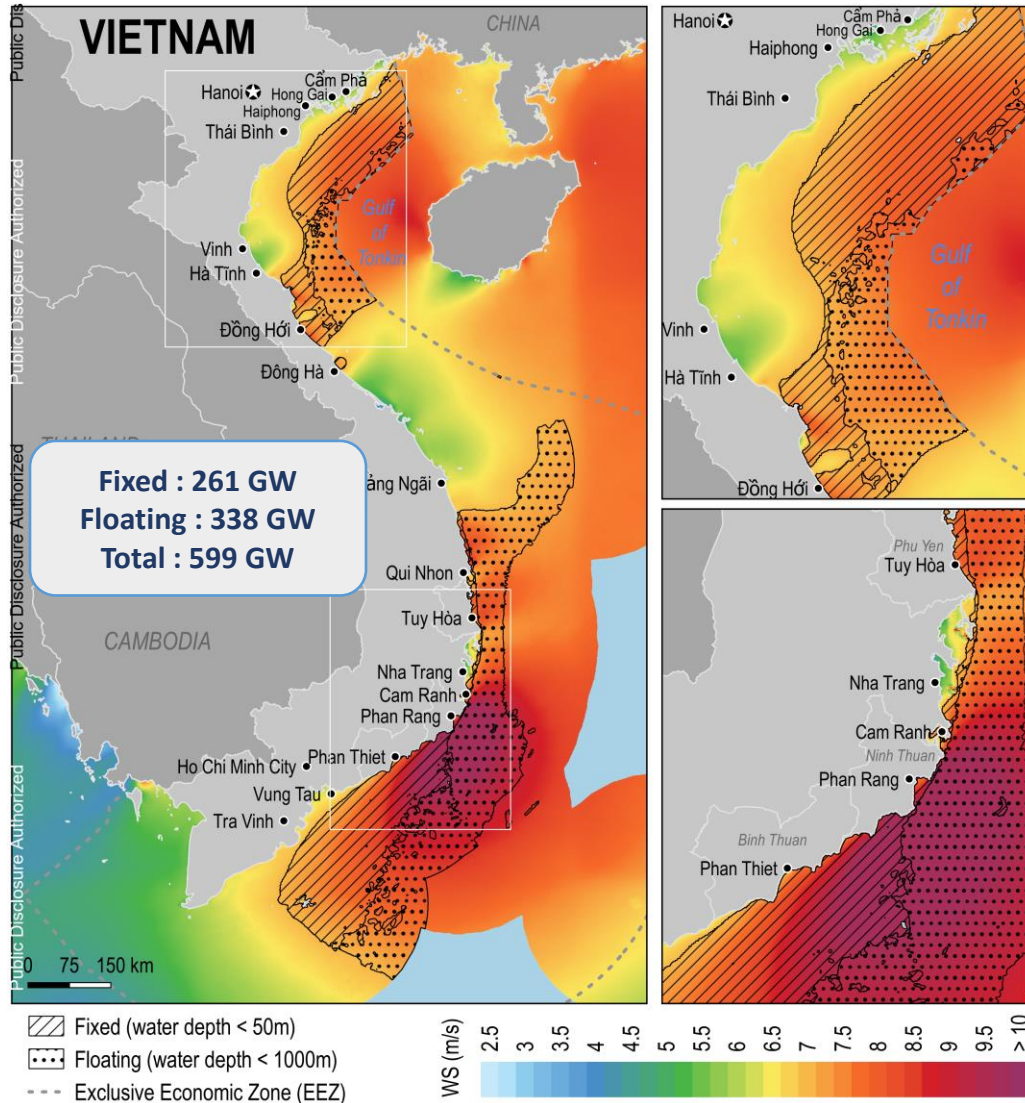 VIETNAM
CHINA
Hanoi
Cẩm Phả
Hong Gai
Haiphong
Thái Bình
Gulf
of
Tonkin
Vinh
Hà Tĩnh
Đồng Hới
Đông Hà
THAILAND
Fixed : 261 GW
Floating : 338 GW
Total : 599 GW
ảng Ngãi
Qui Nhon
Tuy Hòa
CAMBODIA
Nha Trang
Cam Ranh
Phan Rang
Phan Thiet
Ho Chi Minh City
Vung Tau
Tra Vinh
0 75 150 km
Public Dis
Public Disclosure Authorized
Public Disclosure Authorized
Public Disclosure Authorized
Hanoi
Cẩm Phả
Hong Gai
Haiphong
Thái Bình
Gulf
of
Tonkin
Vinh
Hà Tĩnh
Đồng Hới
Phu Yen
Tuy Hòa
Nha Trang
Cam Ranh
Ninh Thuan
Phan Rang
Binh Thuan
Phan Thiet
Fixed (water depth < 50m)
Floating (water depth < 1000m)
Exclusive Economic Zone (EEZ)
WS (m/s)
2.5 3 3.5 4 4.5 5 5.5 6 6.5 7 7.5 8 8.5 9 9.5 > 10